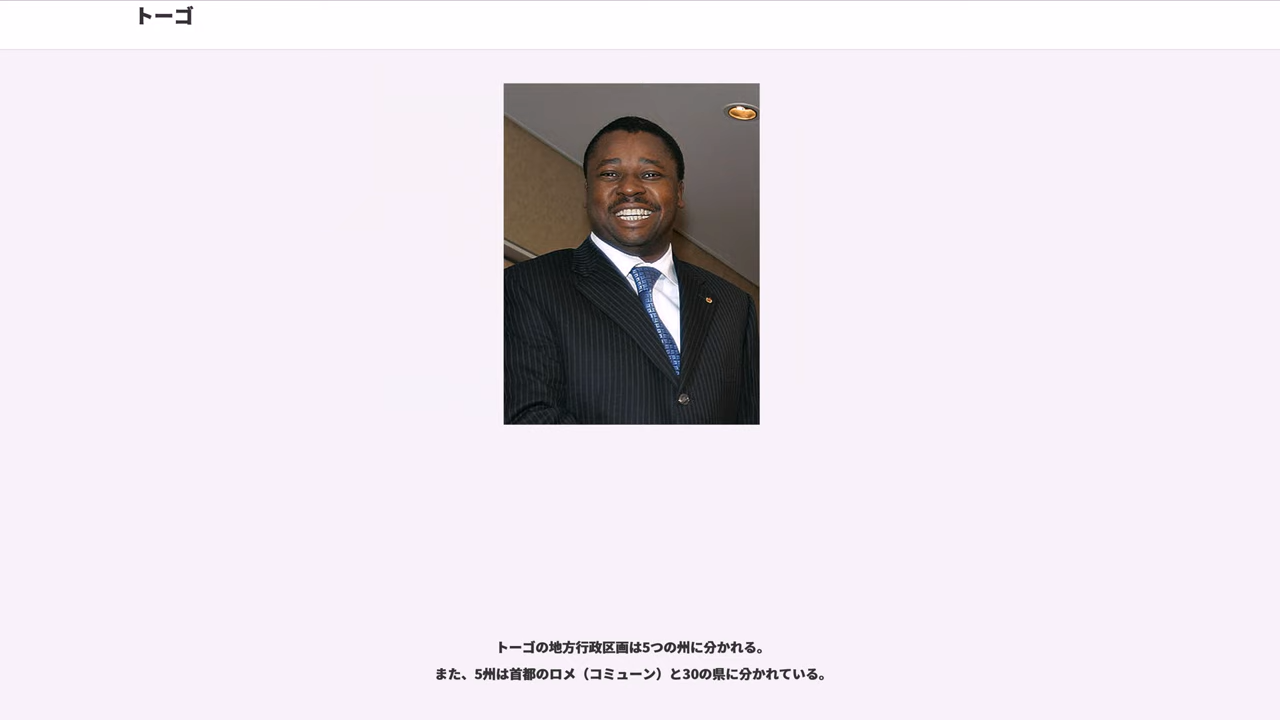 トーゴ
トーゴの地方行政区画は5つの州に分かれる。
また、5州は首都のロメ（コミューン）と30の県に分かれている。